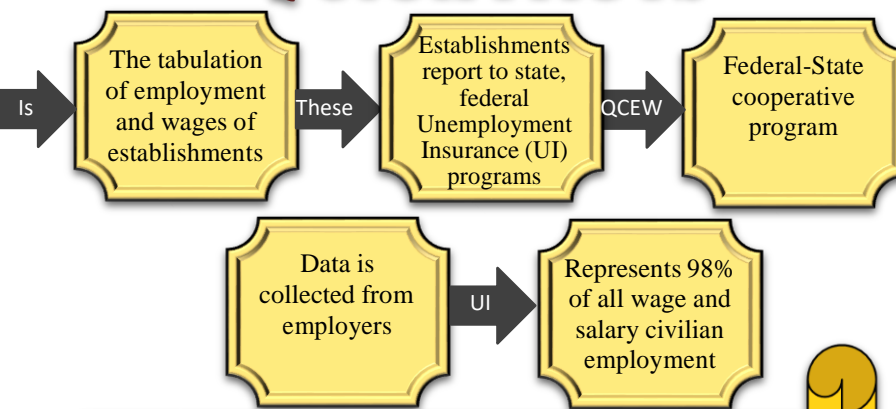 Is
The tabulation
of employment
and wages of
establishments
These
Establishments
report to state,
federal
Unemployment
Insurance (UI)
programs
QCEW
Federal-State
cooperative
program
Data is
collected from
employers
UI
Represents 98%
of all wage and
salary civilian
employment